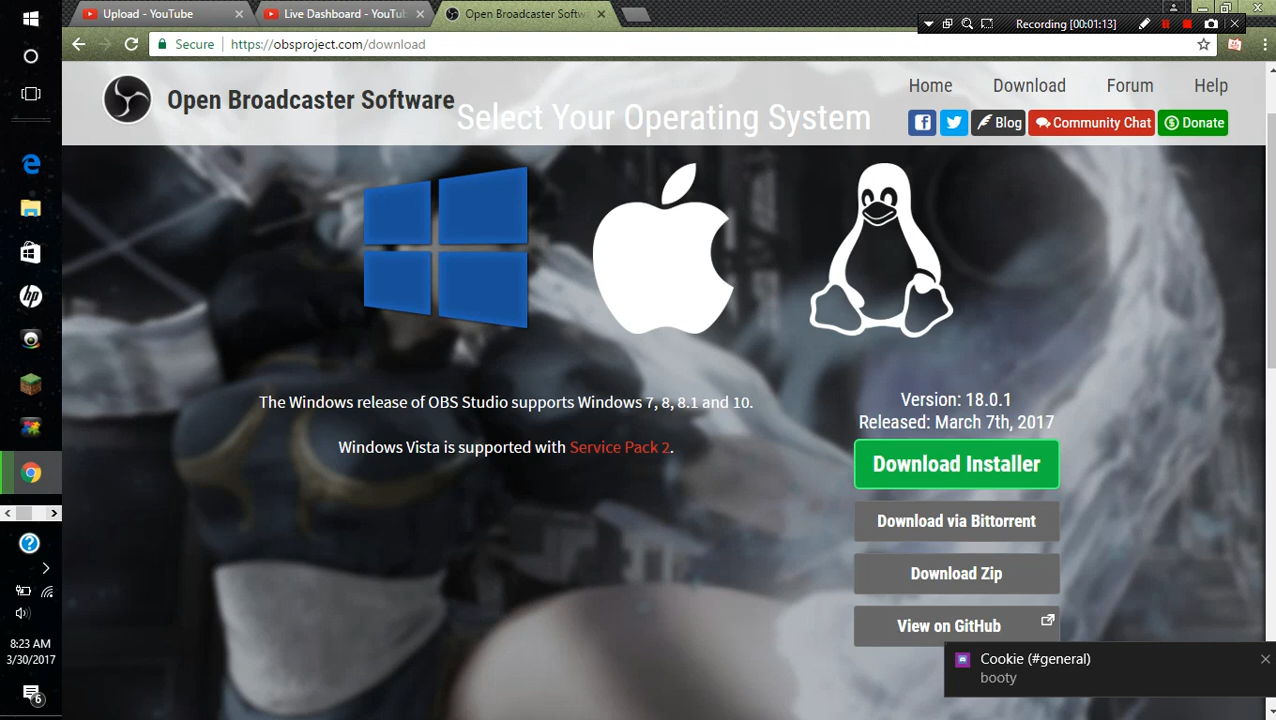 Upload - YouTube
Live Dashboard - YouTu
Open Broadcaster Softw
Recording [00:01:13]
Secure
https://obsproject.com/download
Open Broadcaster Software
Home
Download
Forum
Help
Select Your Operating System
Blog
Community Chat
Donate
hp
The Windows release of OBS Studio supports Windows 7, 8, 8.1 and 10.
Windows Vista is supported with Service Pack 2.
Version: 18.0.1
Released: March 7th, 2017
Download Installer
Download via Bittorrent
Download Zip
View on GitHub
8:23 AM
3/30/2017
6
Cookie (#general)
booty